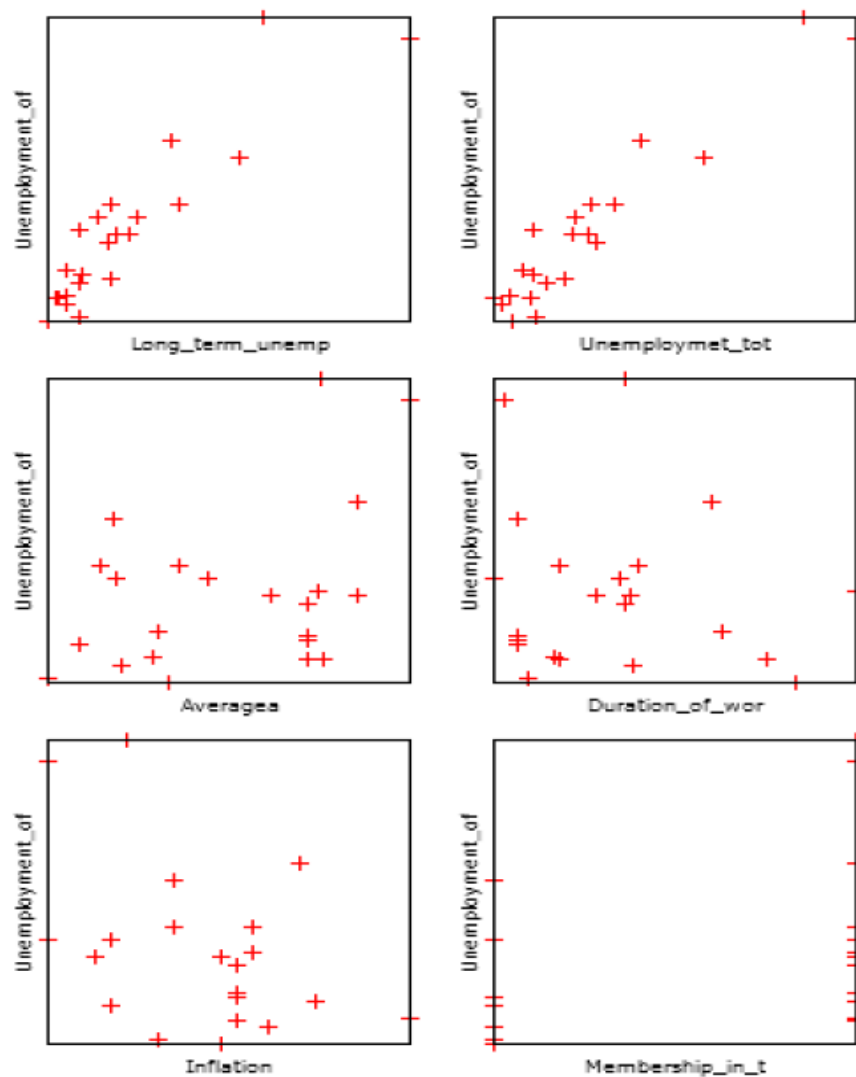 Unemployment_of
Long_term_unemp
Unemployment_of
Unemploymet_tot
Unemployment_of
Averagea
Unemployment_of
Duration_of_wor
Unemployment_of
Inflation
Unemployment_of
Membership_in_t